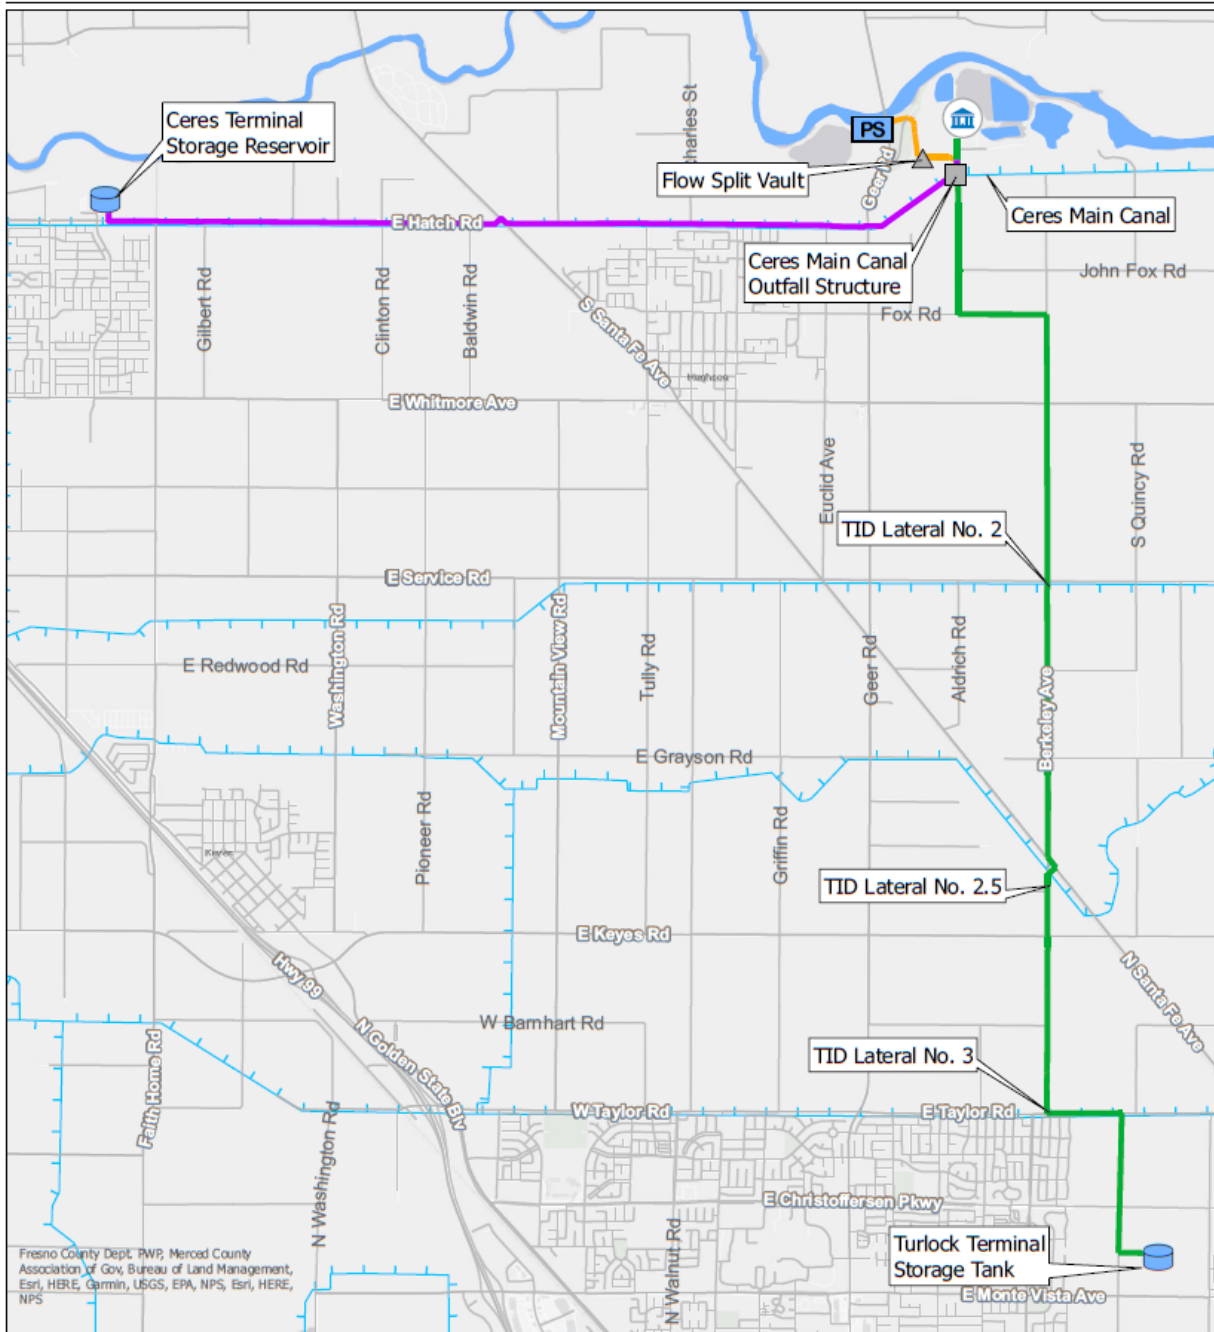 Ceres Terminal
Storage Reservoir
PS
charles St
Geer Rd
Flow Split Vault
Ceres Main Canal
E Hatch Rd
Ceres Main Canal
Outfall Structure
John Fox Rd
Fox Rd
Gilbert Rd
Clinton Rd
Baldwin Rd
S Santa Fe Ave
Hughson
E Whitmore Ave
Euclid Ave
S Quincy Rd
TID Lateral No. 2
E Service Rd
Washington Rd
Mountain View Rd
Tully Rd
Geer Rd
Aldrich Rd
Berkeley Ave
E Redwood Rd
E Grayson Rd
Pioneer Rd
Griffin Rd
Keyes
TID Lateral No. 2.5
E Keyes Rd
Hwy 99
N Santa Fe Ave
N Golden State Blv
W Barnhart Rd
Faith Home Rd
TID Lateral No. 3
W Taylor Rd
E Taylor Rd
N Washington Rd
E Christoffersen Pkwy
N Walnut Rd
Turlock Terminal
Storage Tank
E Monte Vista Ave
Fresno County Dept. PWP, Merced County
Association of Gov, Bureau of Land Management,
Esri, HERE, Garmin, USGS, EPA, NPS, Esri, HERE,
NPS